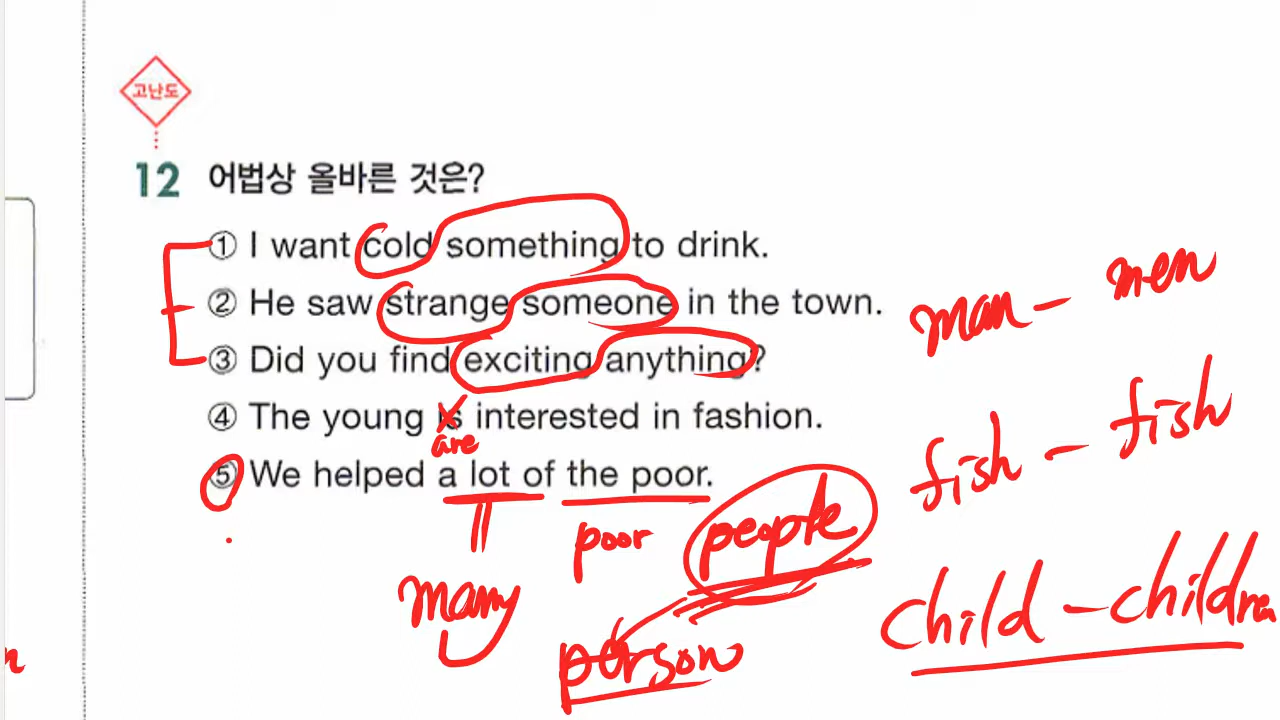 고난도
12 어법상 올바른 것은?
① I want cold something to drink.
② He saw strange someone in the town.
③ Did you find exciting anything?
④ The young is interested in fashion.
are
⑤ We helped a lot of the poor.
poor people
many
person
man - men
fish - fish
child - children